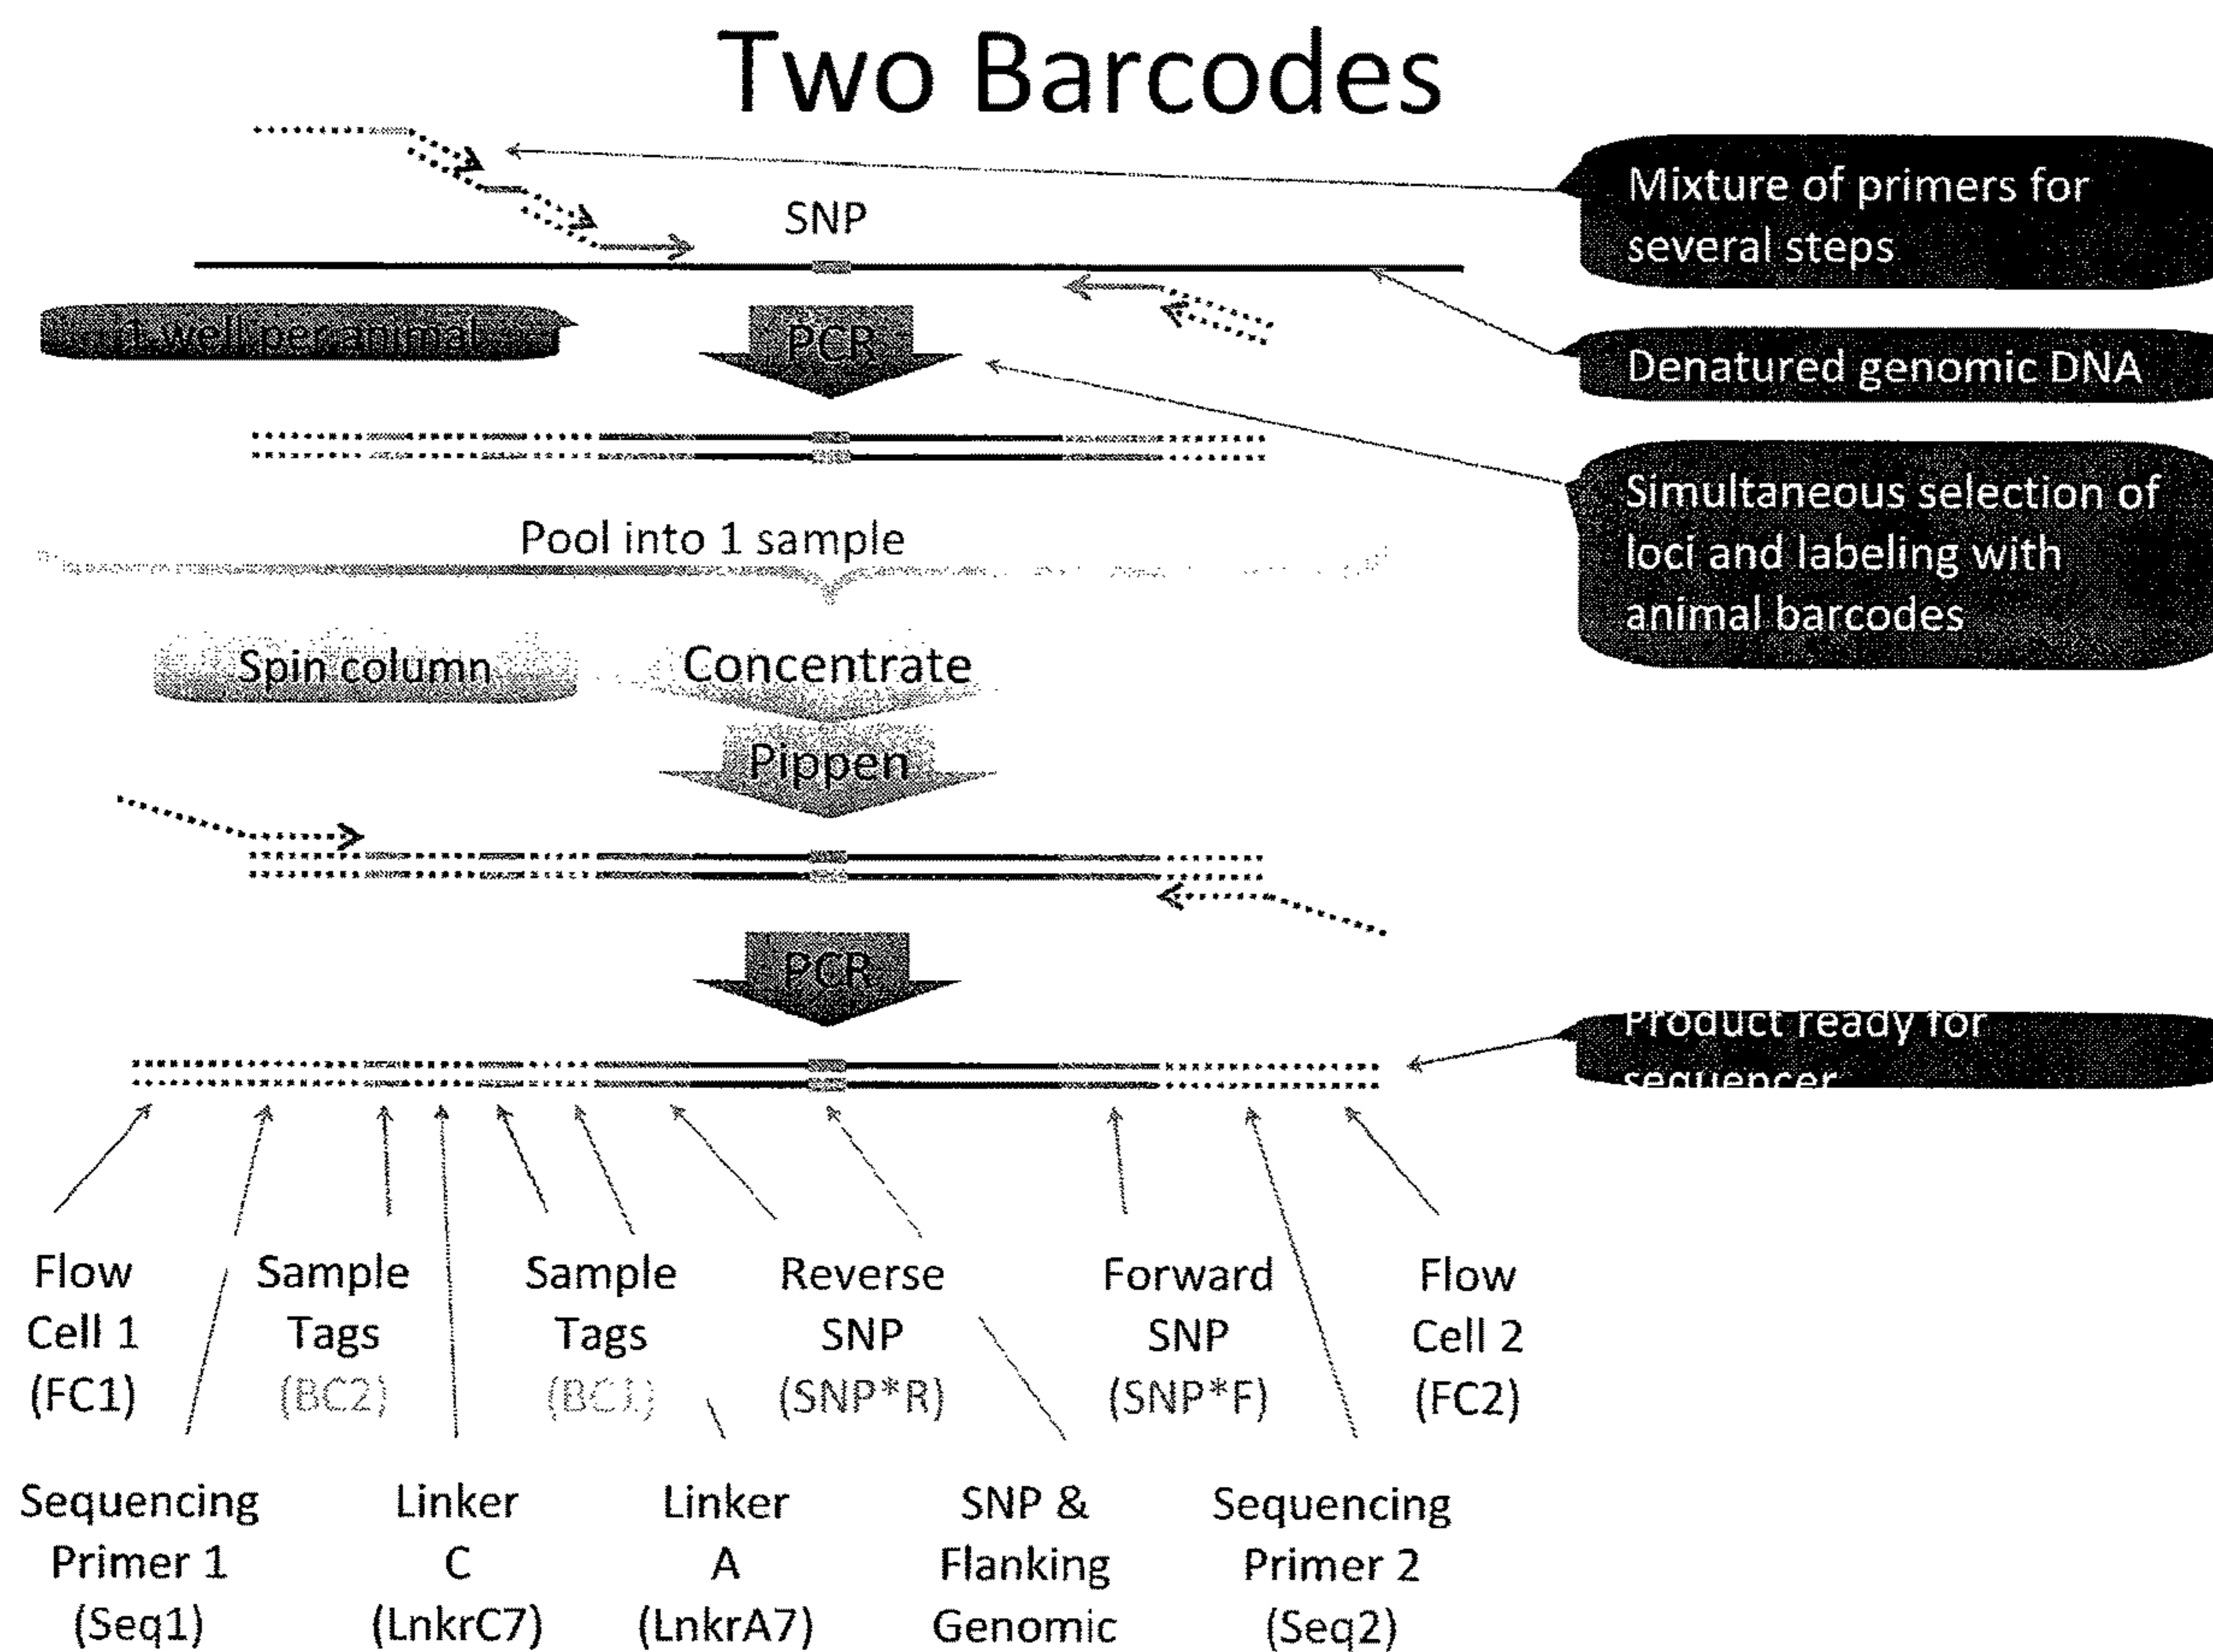 Two Barcodes
Mixture of primers for
several steps
SNP
1 well per animal
PCR
Denatured genomic DNA
Simultaneous selection of
loci and labeling with
animal barcodes
Pool into 1 sample
Spin column
Concentrate
Pippen
PCR
Product ready for
sequencer
Flow
Cell 1
(FC1)
Sample
Tags
(BC2)
Sample
Tags
(BC1)
Reverse
SNP
(SNP*R)
Forward
SNP
(SNP*F)
Flow
Cell 2
(FC2)
Sequencing
Primer 1
(Seq1)
Linker
C
(LnkrC7)
Linker
A
(LnkrA7)
SNP &
Flanking
Genomic
Sequencing
Primer 2
(Seq2)